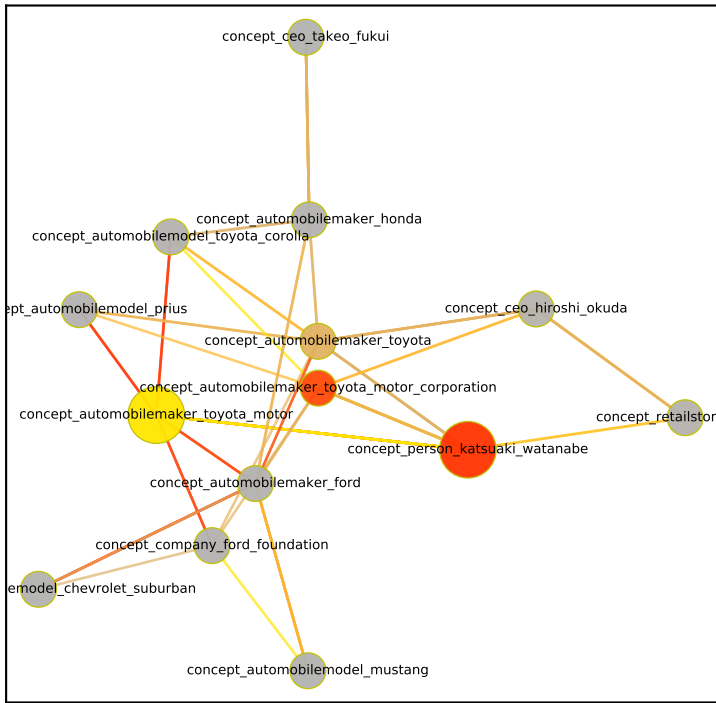 concept_ceo_takeo_fukui
concept_automobilemaker_honda
concept_automobilemodel_toyota_corolla
ept_automobilemodel_prius
concept_ceo_hiroshi_okuda
concept_automobilemaker_toyota
concept_automobilemaker_toyota_motor_corporation
concept_automobilemaker_toyota_motor
concept_retailstor
concept_person_katsuaki_watanabe
concept_automobilemaker_ford
concept_company_ford_foundation
emodel_chevrolet_suburban
concept_automobilemodel_mustang